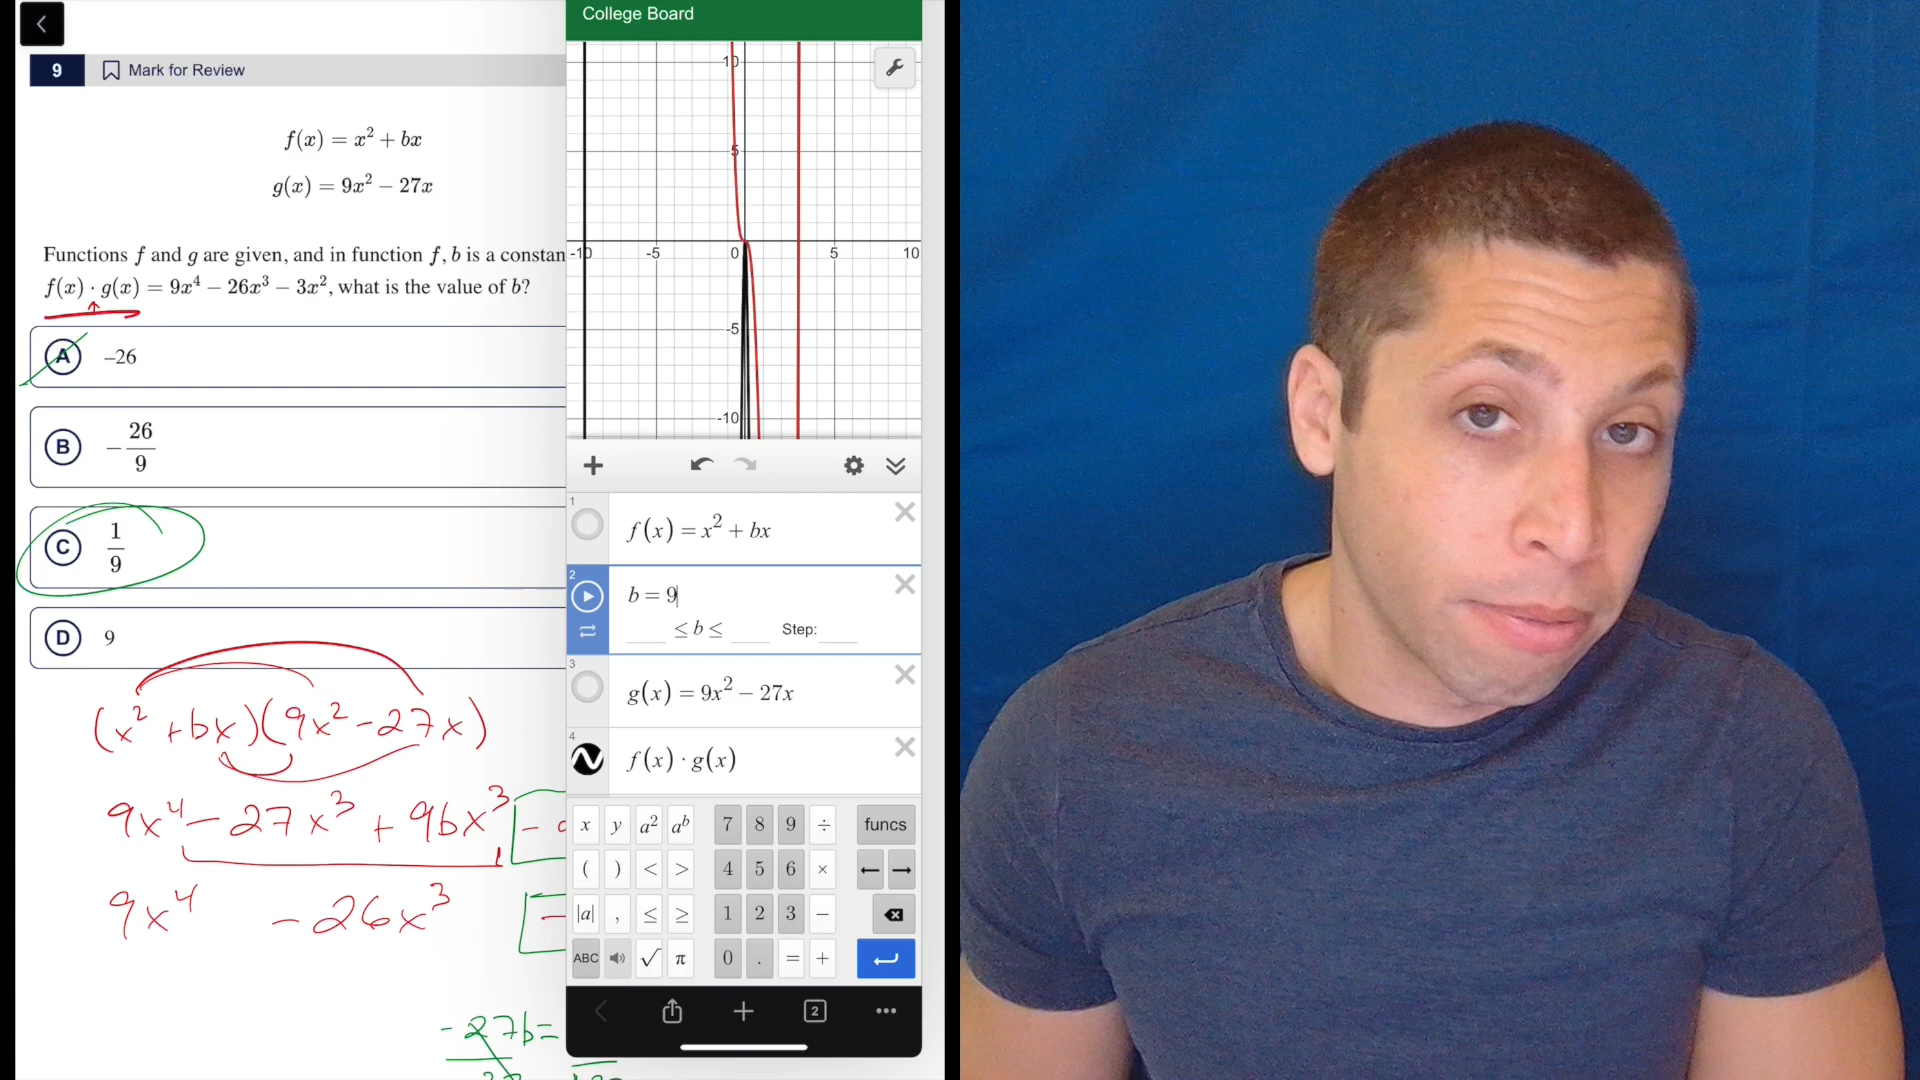 9 Mark for Review
f(x) = x² + bx
g(x) = 9x² − 27x
Functions f and g are given, and in function f, b is a constan
f(x) · g(x) = 9x⁴ − 26x³ − 3x², what is the value of b?
A −26
B −26/9
C 1/9
D 9
(x² + bx)(9x² − 27x)
9x⁴ − 27x³ + 9bx³ −
9x⁴ − 26x³ −
−27b =
College Board
10
5
-10 -5 0 5 10
-5
-10
1
f(x) = x² + bx
2
b = 9
≤ b ≤ Step:
3
g(x) = 9x² − 27x
4
f(x) · g(x)
x y a² aᵇ 7 8 9 ÷ funcs
( ) < > 4 5 6 × ← →
|a| , ≤ ≥ 1 2 3 −
ABC √ π 0 . = +
2